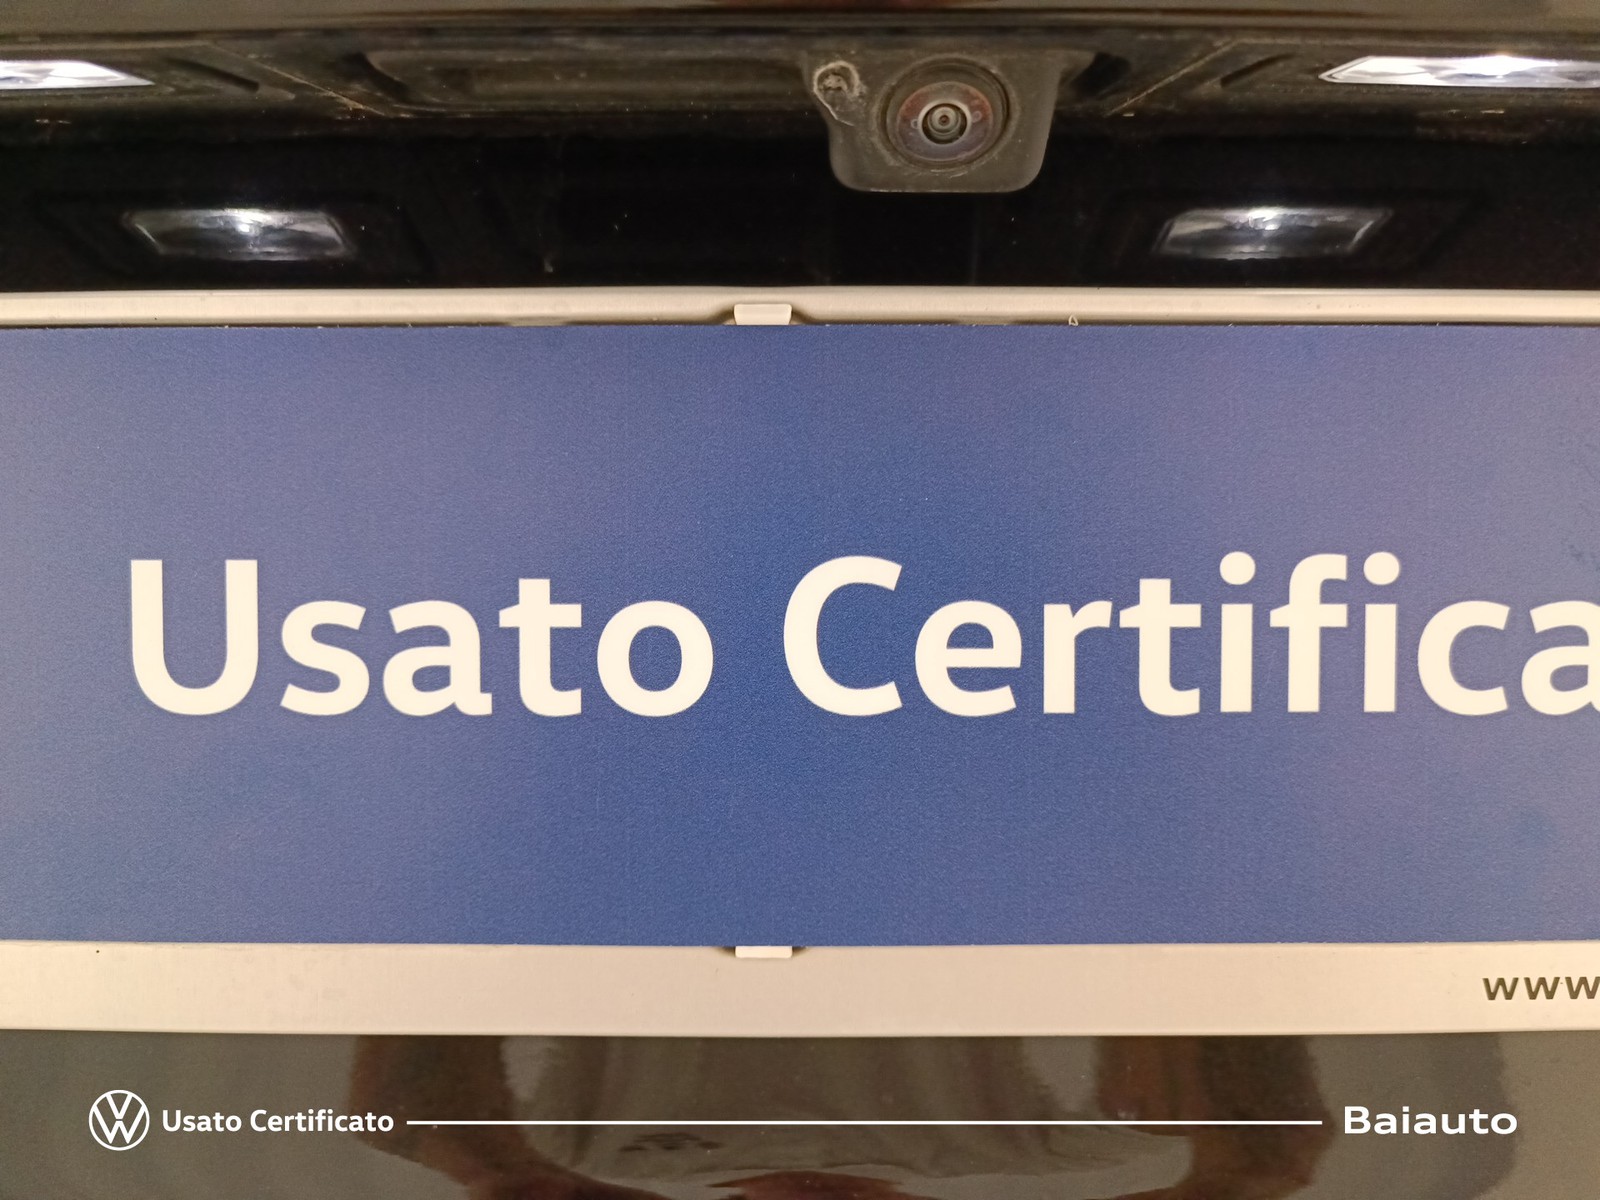 Usato Certifica
www.
Usato Certificato
Baiauto